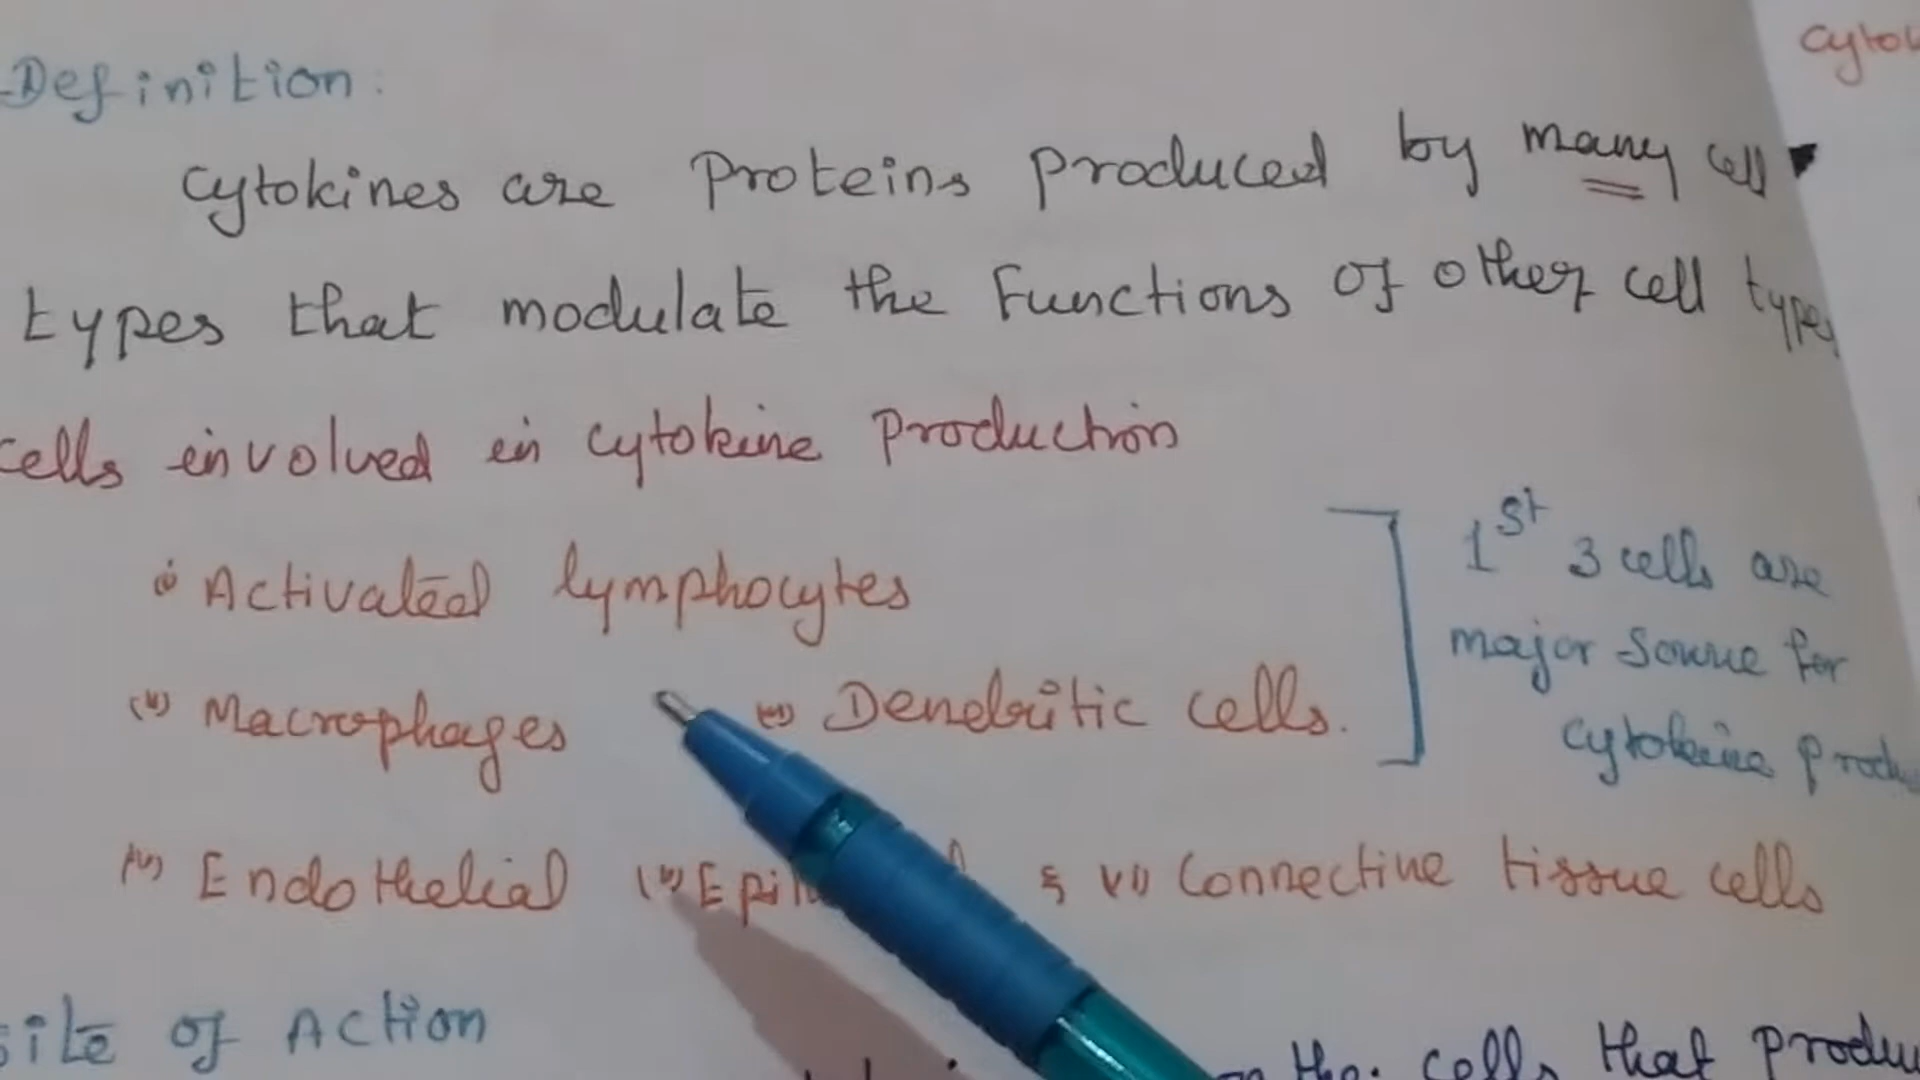 Definition:
Cytokines are Proteins produced by many cell
types that modulate the Functions of other cell types
cells involved in cytokine production
(i) Activated lymphocytes
(ii) Macrophages (iii) Dendritic cells.
1st 3 cells are
major source for
cytokine
(iv) Endothelial (v) & vi) Connective tissue cells
site of Action
the cells that